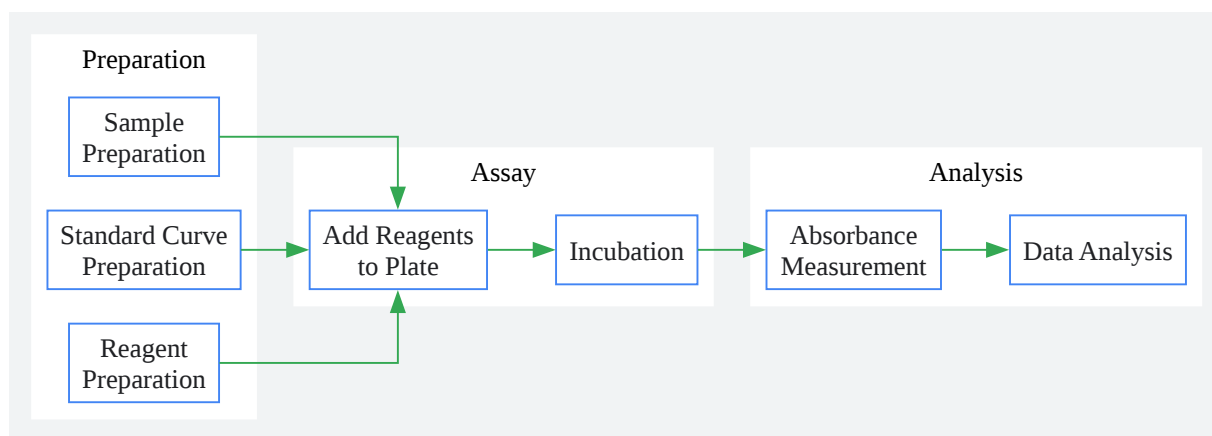 Preparation
Sample
Preparation
Standard Curve
Preparation
Reagent
Preparation
Assay
Add Reagents
to Plate
Incubation
Analysis
Absorbance
Measurement
Data Analysis